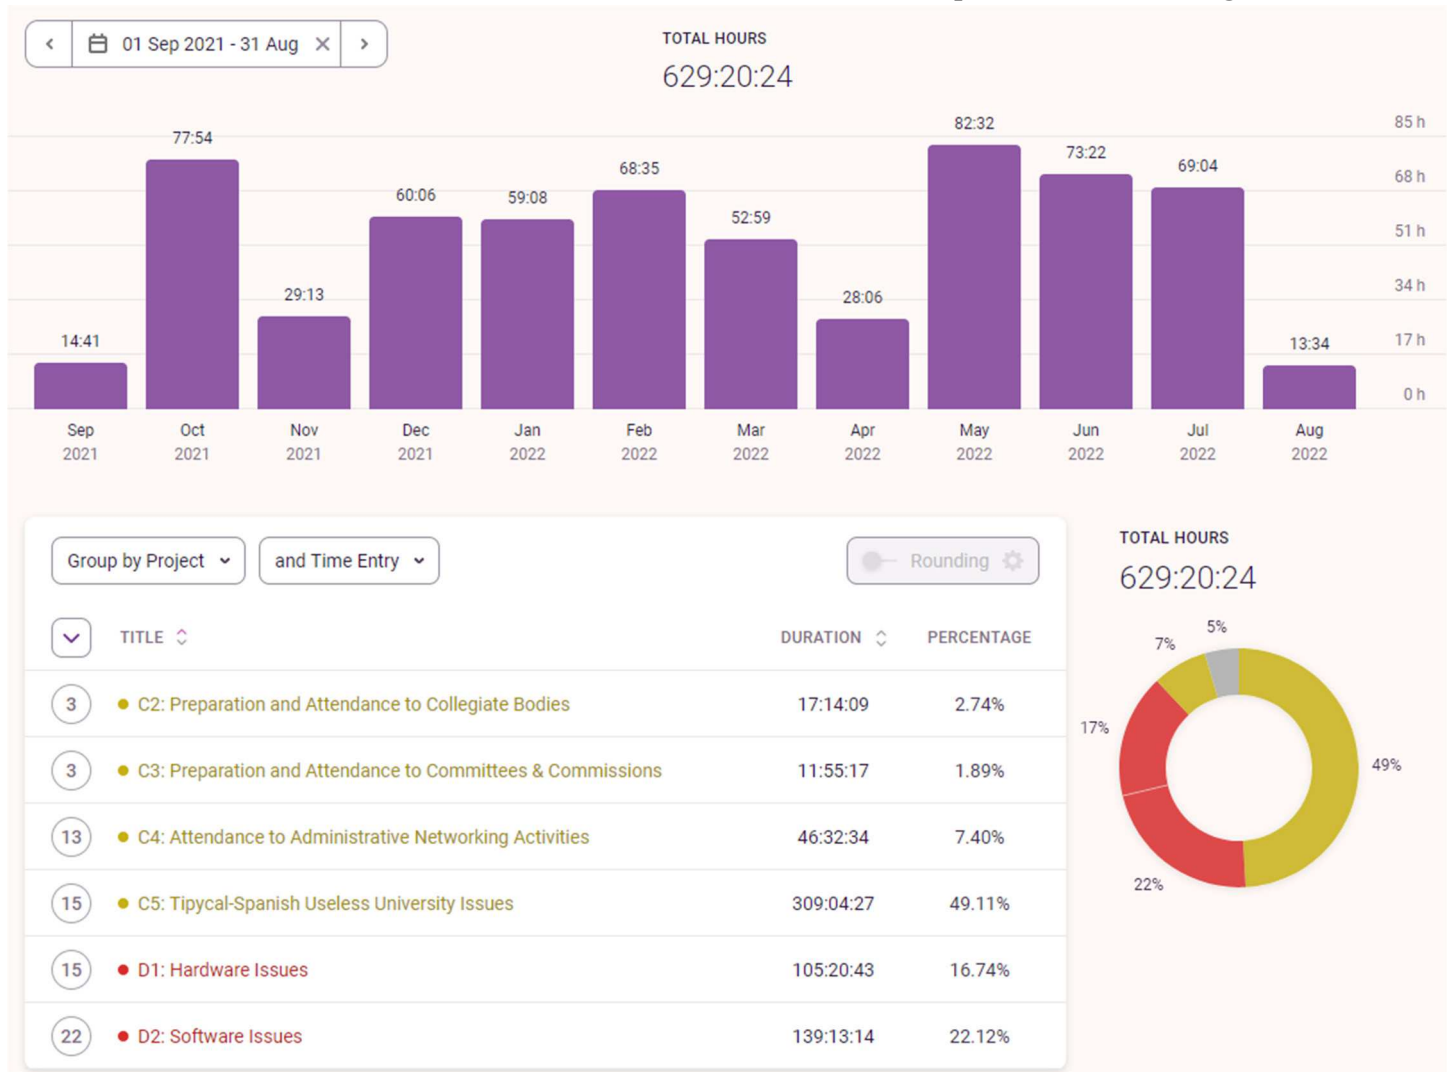 01 Sep 2021 - 31 Aug
TOTAL HOURS
629:20:24
85 h
68 h
51 h
34 h
17 h
0 h
14:41
77:54
29:13
60:06
59:08
68:35
52:59
28:06
82:32
73:22
69:04
13:34
Sep Oct Nov Dec Jan Feb Mar Apr May Jun Jul Aug
2021 2021 2021 2021 2022 2022 2022 2022 2022 2022 2022 2022
Group by Project and Time Entry Rounding
TITLE DURATION PERCENTAGE
3 C2: Preparation and Attendance to Collegiate Bodies 17:14:09 2.74%
3 C3: Preparation and Attendance to Committees & Commissions 11:55:17 1.89%
13 C4: Attendance to Administrative Networking Activities 46:32:34 7.40%
15 C5: Tipycal-Spanish Useless University Issues 309:04:27 49.11%
15 D1: Hardware Issues 105:20:43 16.74%
22 D2: Software Issues 139:13:14 22.12%
TOTAL HOURS
629:20:24
5%
7%
17%
49%
22%